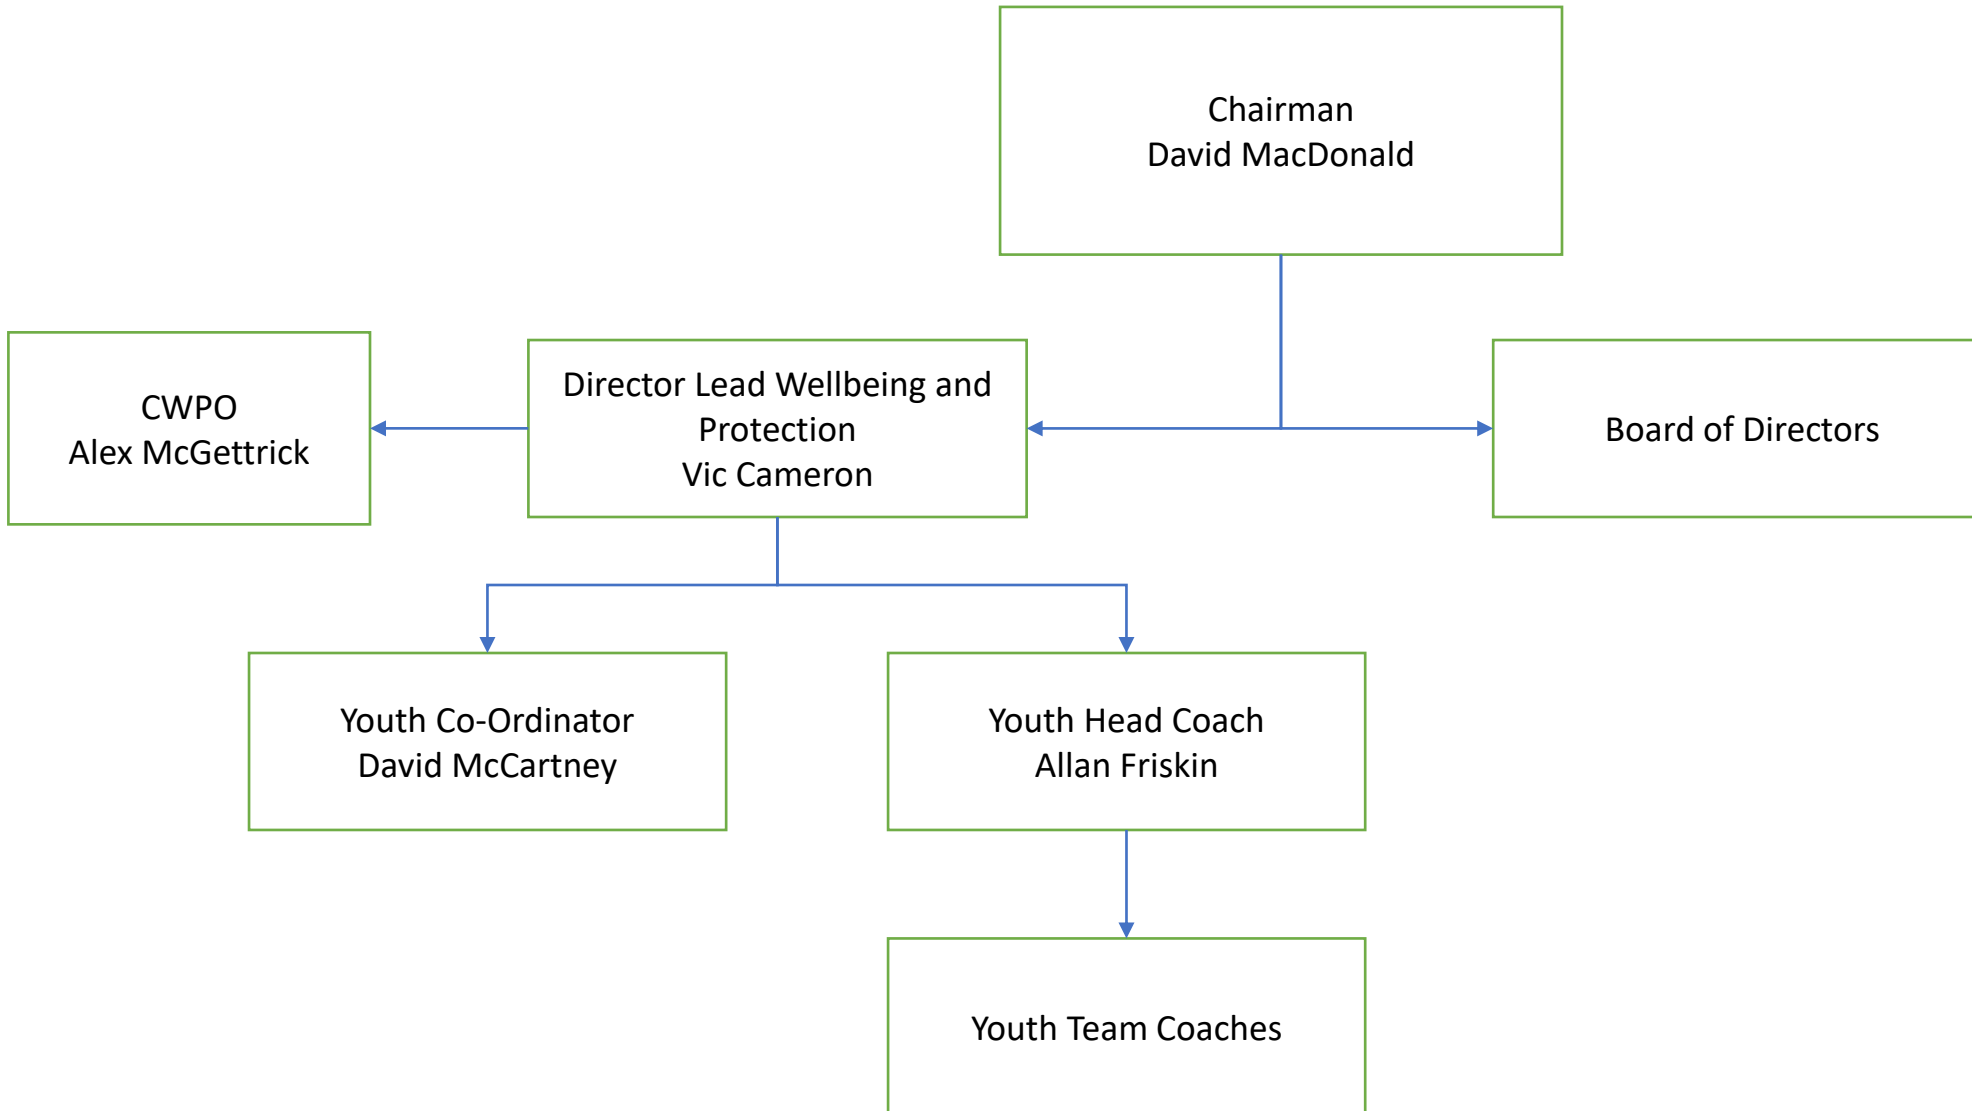 Chairman
David MacDonald
CWPO
Alex McGettrick
Director Lead Wellbeing and
Protection
Vic Cameron
Board of Directors
Youth Co-Ordinator
David McCartney
Youth Head Coach
Allan Friskin
Youth Team Coaches